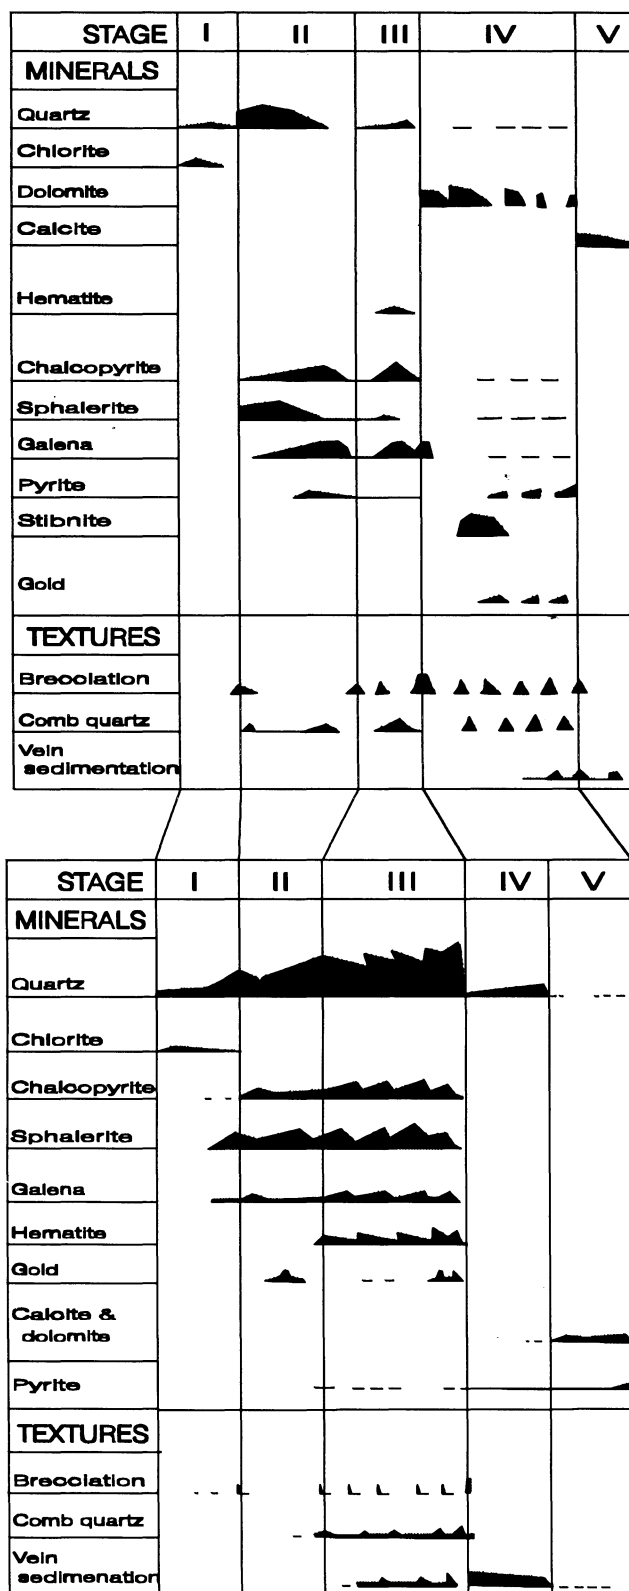 STAGE I II III IV V
MINERALS
Quartz
Chlorite
Dolomite
Calcite
Hematite
Chalcopyrite
Sphalerite
Galena
Pyrite
Stibnite
Gold
TEXTURES
Brecciation
Comb quartz
Vein
sedimentation
STAGE I II III IV V
MINERALS
Quartz
Chlorite
Chalcopyrite
Sphalerite
Galena
Hematite
Gold
Calcite &
dolomite
Pyrite
TEXTURES
Brecciation
Comb quartz
Vein
sedimenation